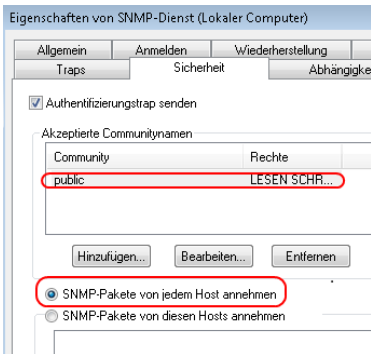 Eigenschaften von SNMP-Dienst (Lokaler Computer)
Allgemein Anmelden Wiederherstellung
Traps Sicherheit Abhängigke
Authentifizierungstrap senden
Akzeptierte Communitynamen
Community Rechte
public LESEN SCHR...
Hinzufügen... Bearbeiten... Entfernen
SNMP-Pakete von jedem Host annehmen
SNMP-Pakete von diesen Hosts annehmen